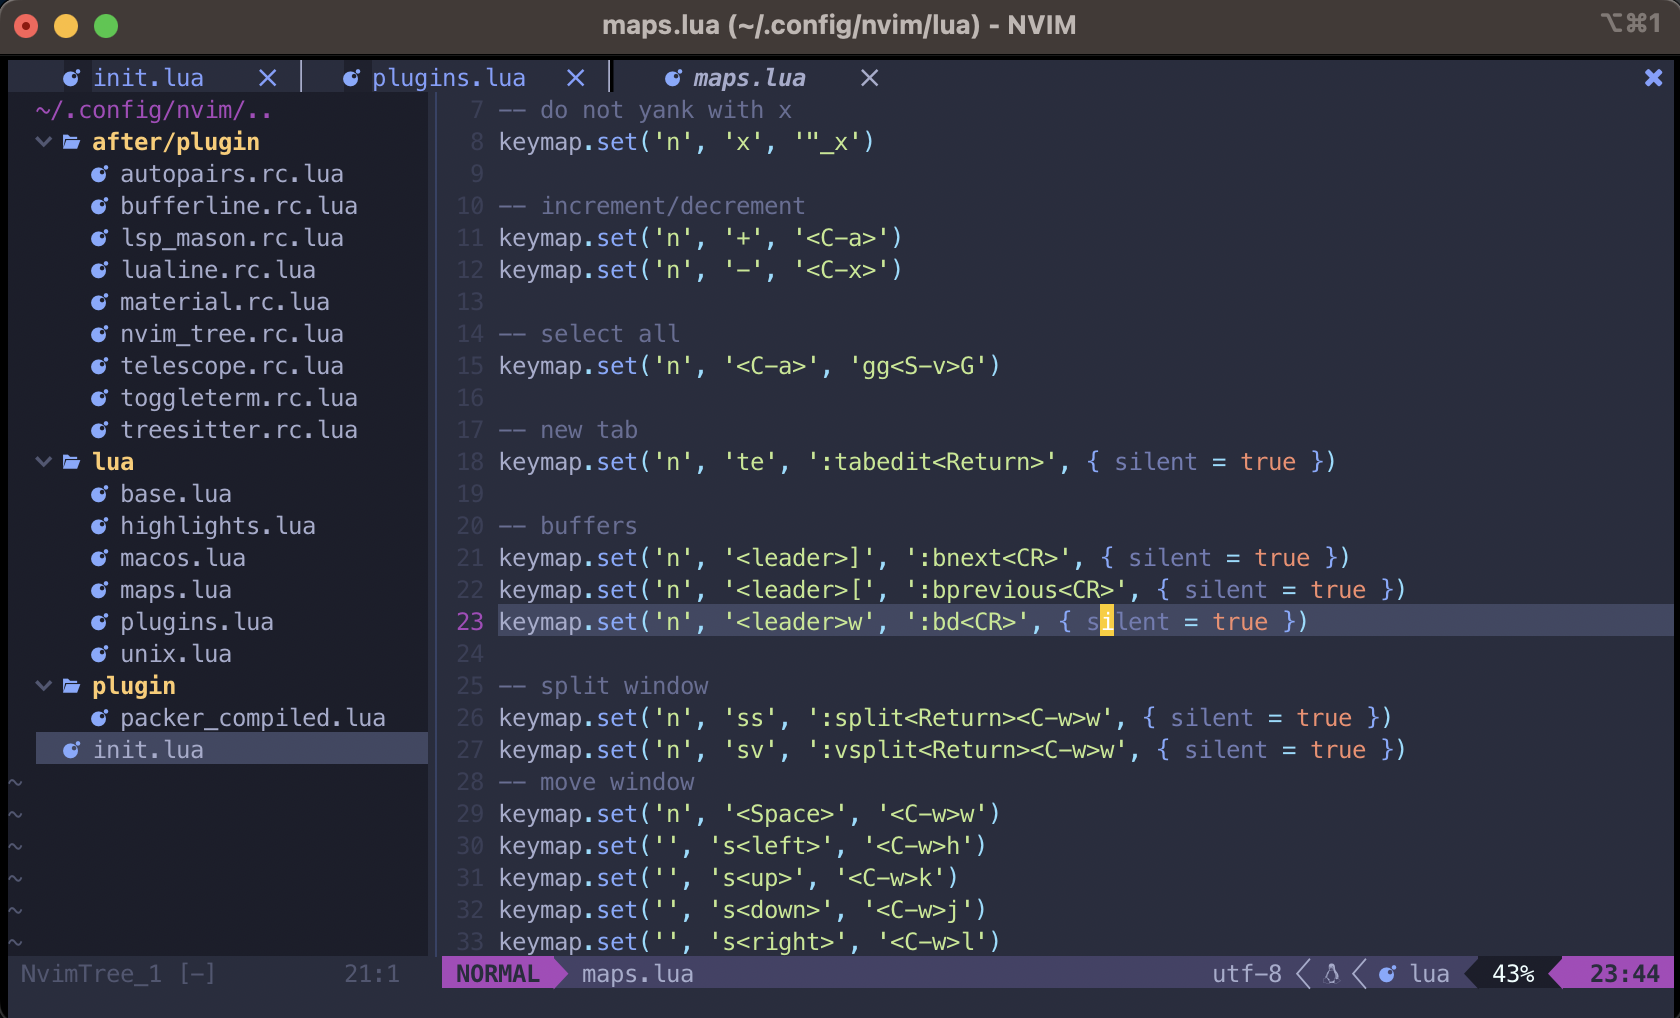 maps.lua (~/.config/nvim/lua) - NVIM
⌥⌘1
init.lua
plugins.lua
maps.lua
~/.config/nvim/..
after/plugin
autopairs.rc.lua
bufferline.rc.lua
lsp_mason.rc.lua
lualine.rc.lua
material.rc.lua
nvim_tree.rc.lua
telescope.rc.lua
toggleterm.rc.lua
treesitter.rc.lua
lua
base.lua
highlights.lua
macos.lua
maps.lua
plugins.lua
unix.lua
plugin
packer_compiled.lua
init.lua
~
~
~
~
~
~
NvimTree_1 [-] 21:1
7 -- do not yank with x
8 keymap.set('n', 'x', '"_x')
9
10 -- increment/decrement
11 keymap.set('n', '+', '<C-a>')
12 keymap.set('n', '-', '<C-x>')
13
14 -- select all
15 keymap.set('n', '<C-a>', 'gg<S-v>G')
16
17 -- new tab
18 keymap.set('n', 'te', ':tabedit<Return>', { silent = true })
19
20 -- buffers
21 keymap.set('n', '<leader>]', ':bnext<CR>', { silent = true })
22 keymap.set('n', '<leader>[', ':bprevious<CR>', { silent = true })
23 keymap.set('n', '<leader>w', ':bd<CR>', { silent = true })
24
25 -- split window
26 keymap.set('n', 'ss', ':split<Return><C-w>w', { silent = true })
27 keymap.set('n', 'sv', ':vsplit<Return><C-w>w', { silent = true })
28 -- move window
29 keymap.set('n', '<Space>', '<C-w>w')
30 keymap.set('', 's<left>', '<C-w>h')
31 keymap.set('', 's<up>', '<C-w>k')
32 keymap.set('', 's<down>', '<C-w>j')
33 keymap.set('', 's<right>', '<C-w>l')
NORMAL maps.lua utf-8 lua 43% 23:44